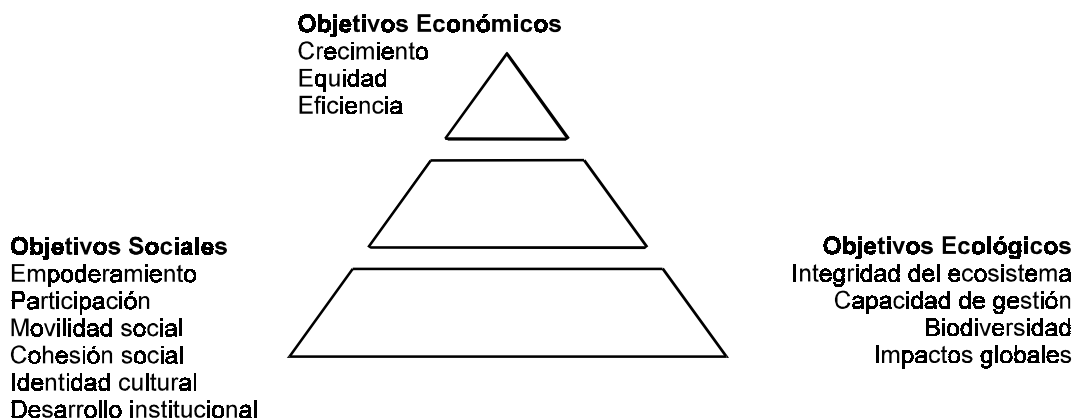 Objetivos Económicos
Crecimiento
Equidad
Eficiencia
Objetivos Sociales
Empoderamiento
Participación
Movilidad social
Cohesión social
Identidad cultural
Desarrollo institucional
Objetivos Ecológicos
Integridad del ecosistema
Capacidad de gestión
Biodiversidad
Impactos globales